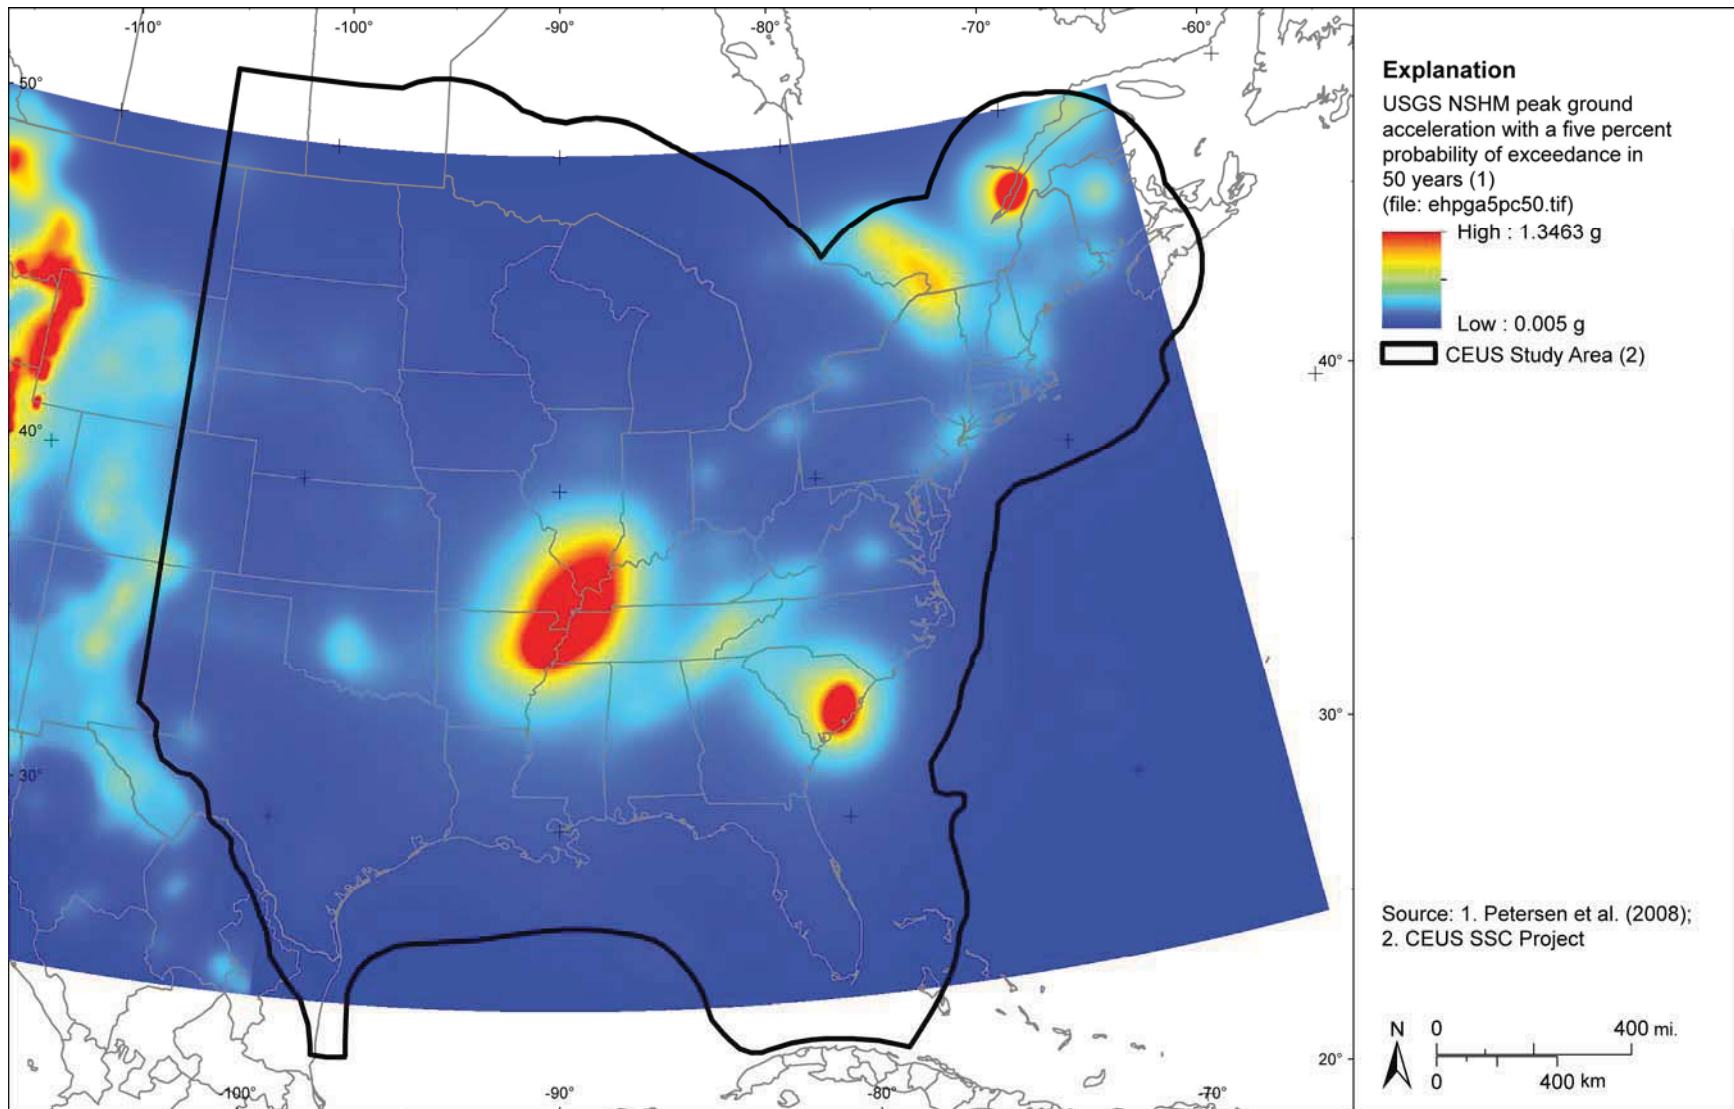 -110° -100° -90° -80° -70° -60°
50°
40°
40°
30°
30°
20°
-100° -90° -80° -70°
Explanation
USGS NSHM peak ground
acceleration with a five percent
probability of exceedance in
50 years (1)
(file: ehpga5pc50.tif)
High : 1.3463 g
Low : 0.005 g
CEUS Study Area (2)
Source: 1. Petersen et al. (2008);
2. CEUS SSC Project
N 0 400 mi.
0 400 km